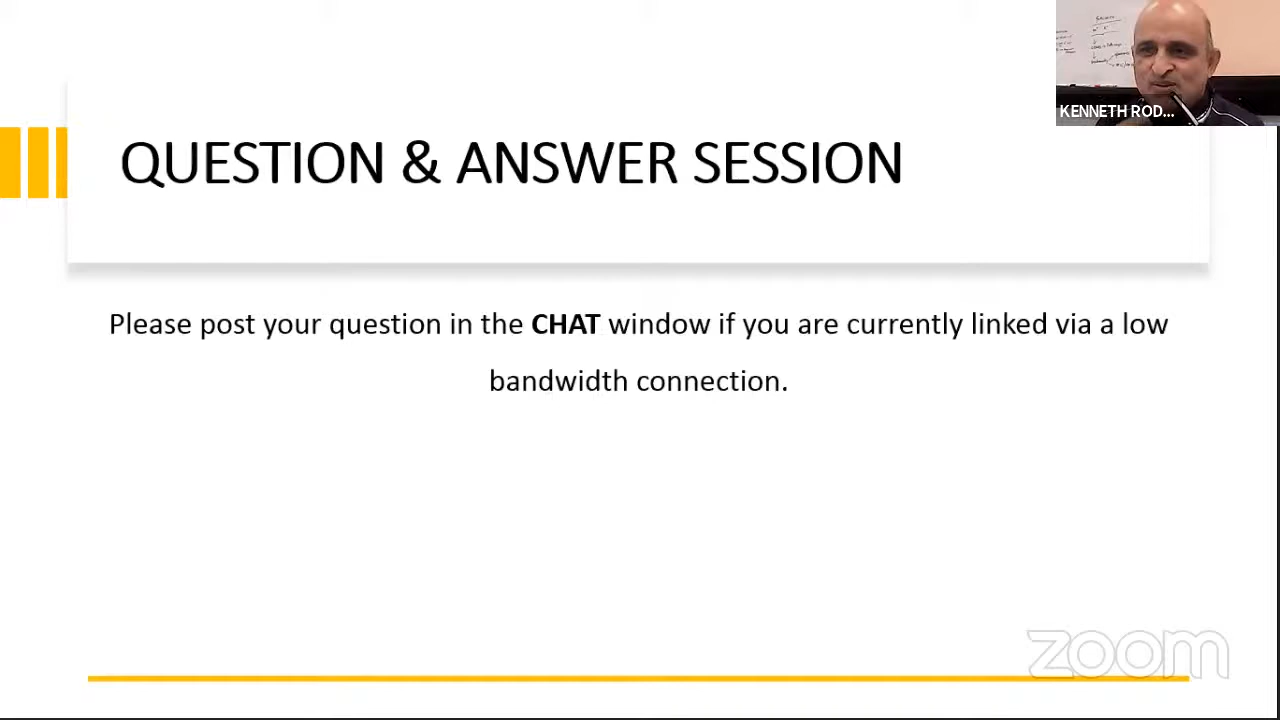 KENNETH ROD...
QUESTION & ANSWER SESSION
Please post your question in the CHAT window if you are currently linked via a low
bandwidth connection.
zoom